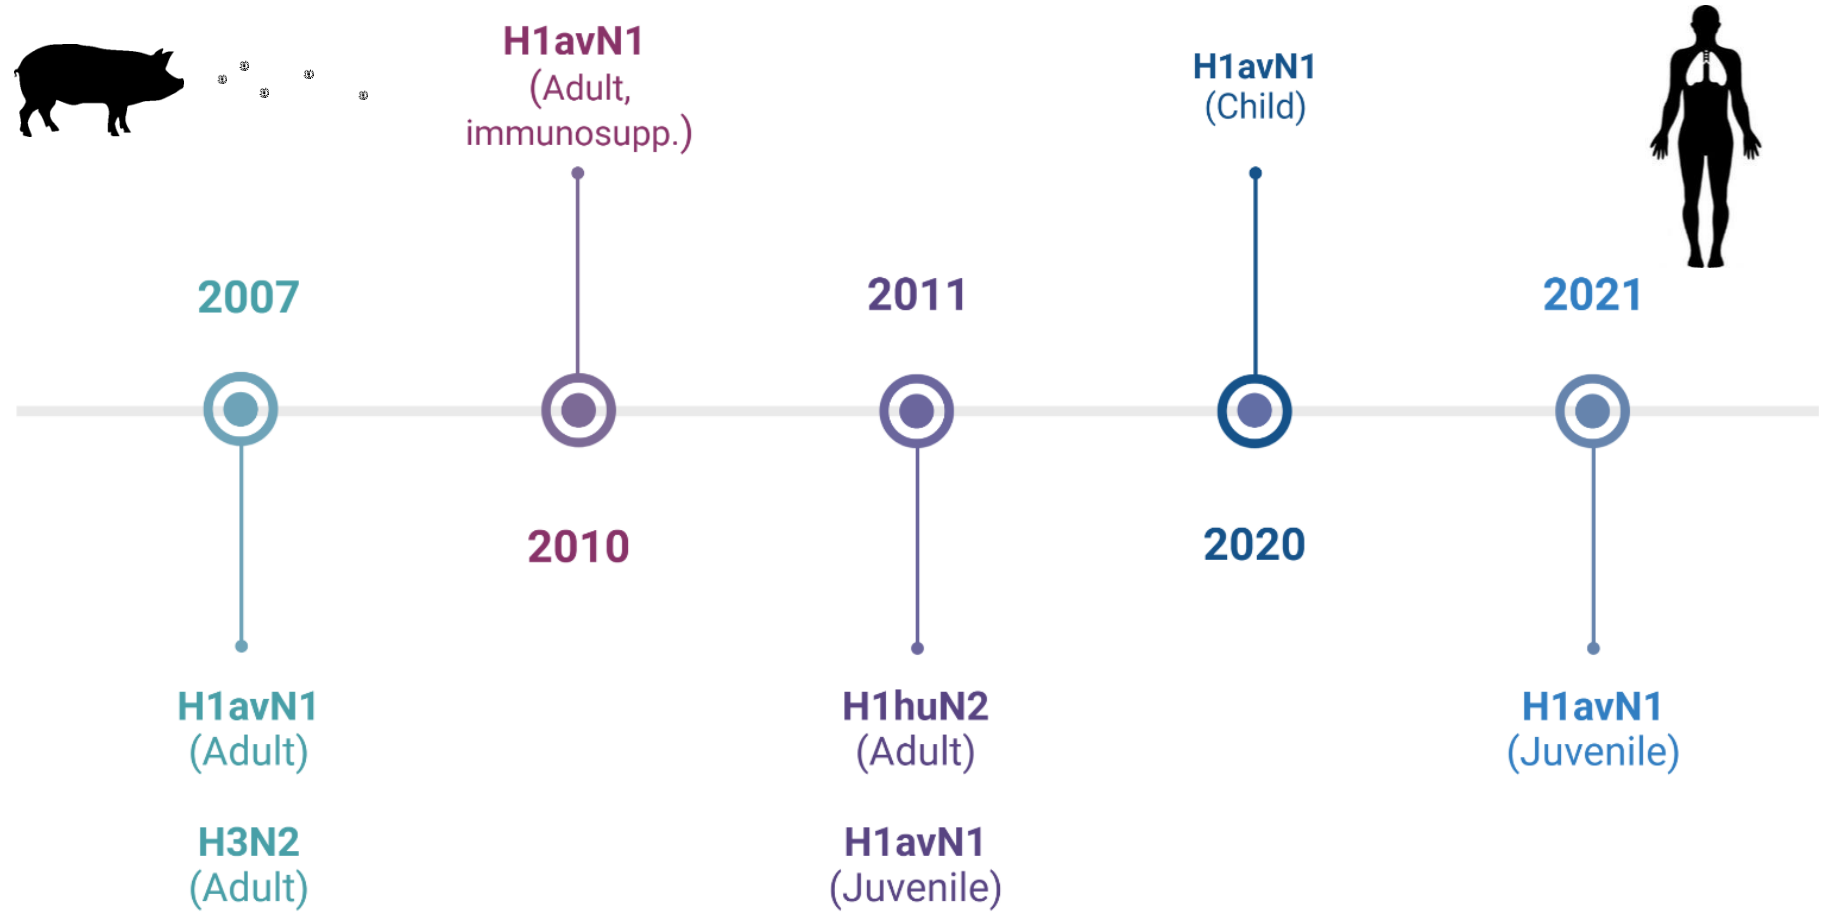 H1avN1
(Adult,
immunosupp.)
H1avN1
(Child)
2007
2011
2021
2010
2020
H1avN1
(Adult)
H3N2
(Adult)
H1huN2
(Adult)
H1avN1
(Juvenile)
H1avN1
(Juvenile)